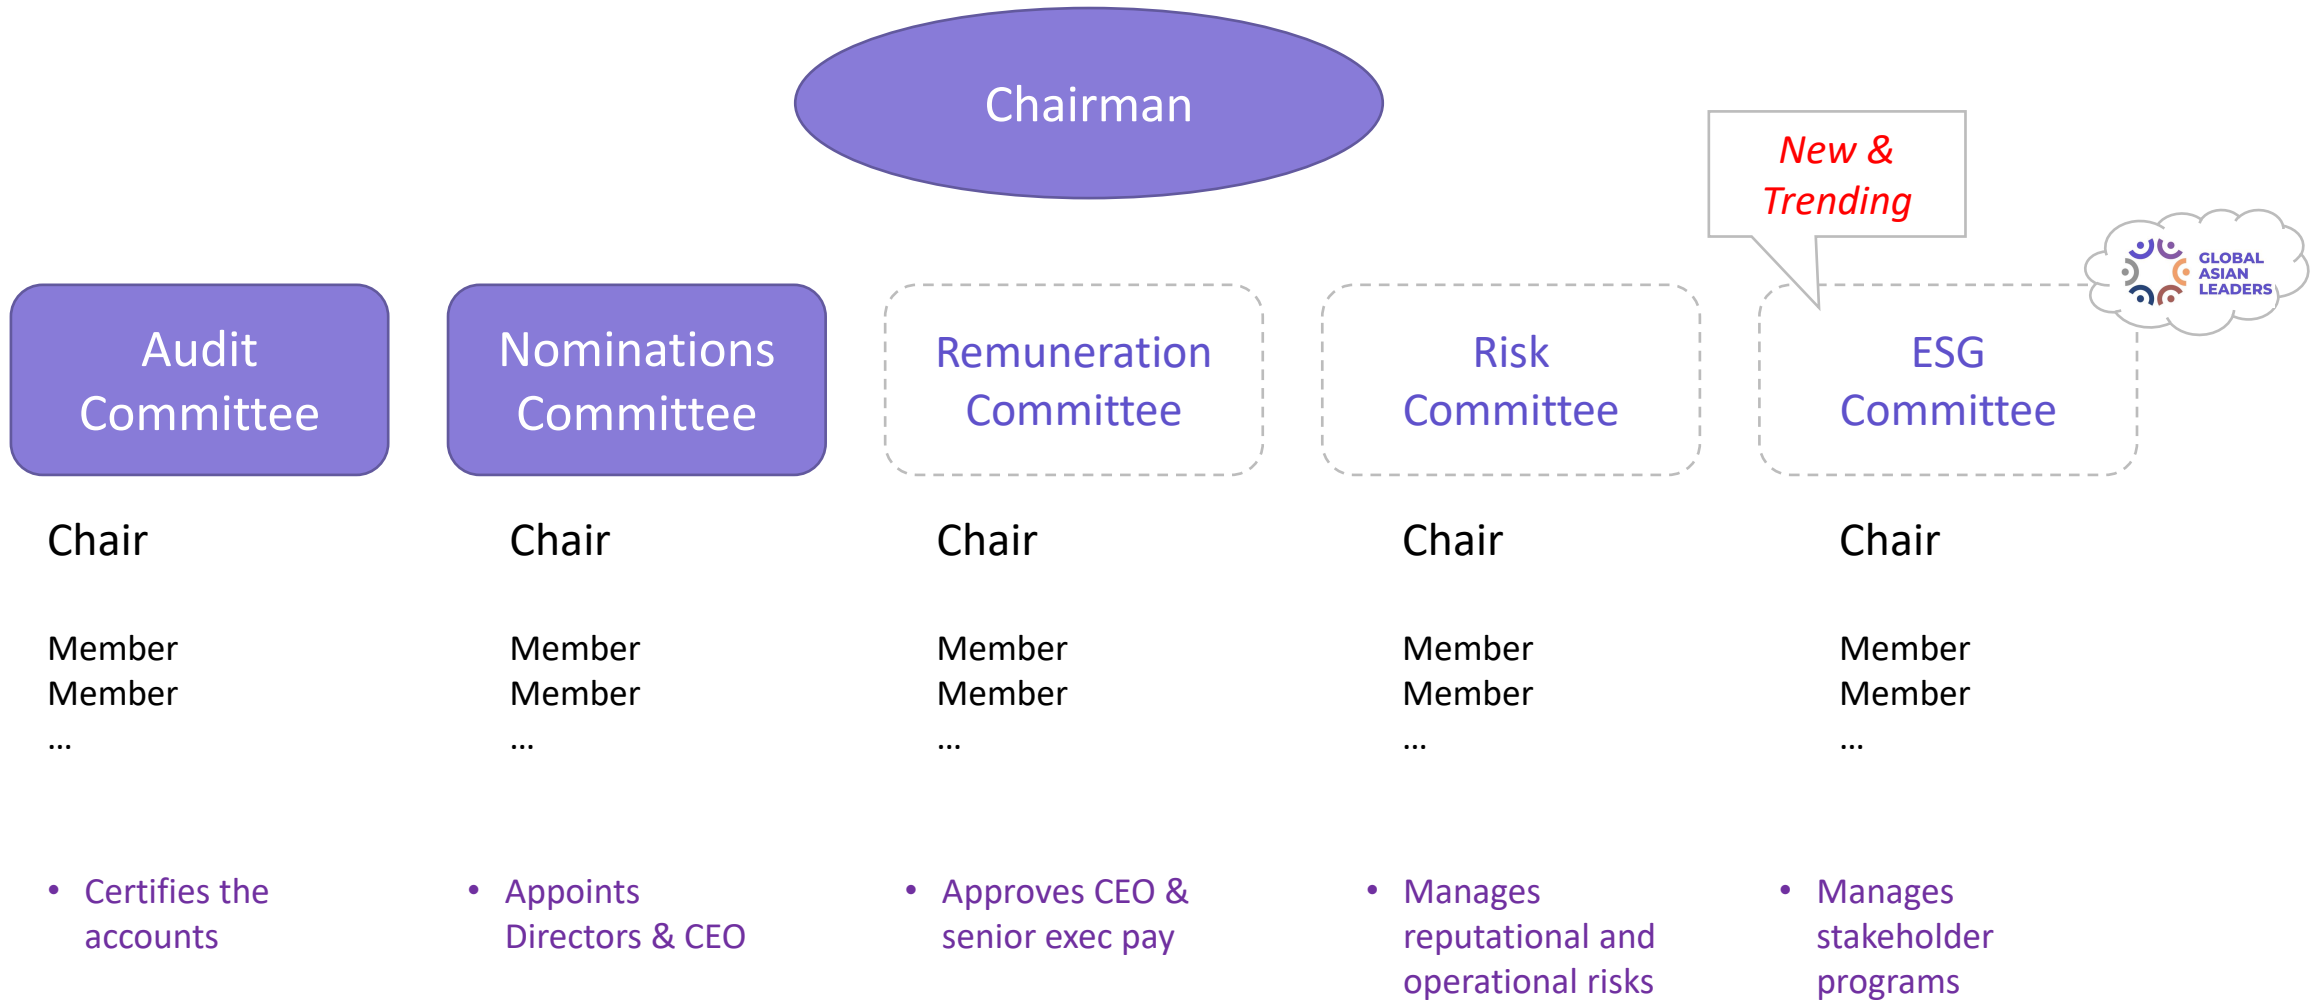 Chairman
New &
Trending
GLOBAL
ASIAN
LEADERS
Audit
Committee
Nominations
Committee
Remuneration
Committee
Risk
Committee
ESG
Committee
Chair
Chair
Chair
Chair
Chair
Member
Member
...
Member
Member
...
Member
Member
...
Member
Member
...
Member
Member
...
• Certifies the
accounts
• Appoints
Directors & CEO
• Approves CEO &
senior exec pay
• Manages
reputational and
operational risks
• Manages
stakeholder
programs